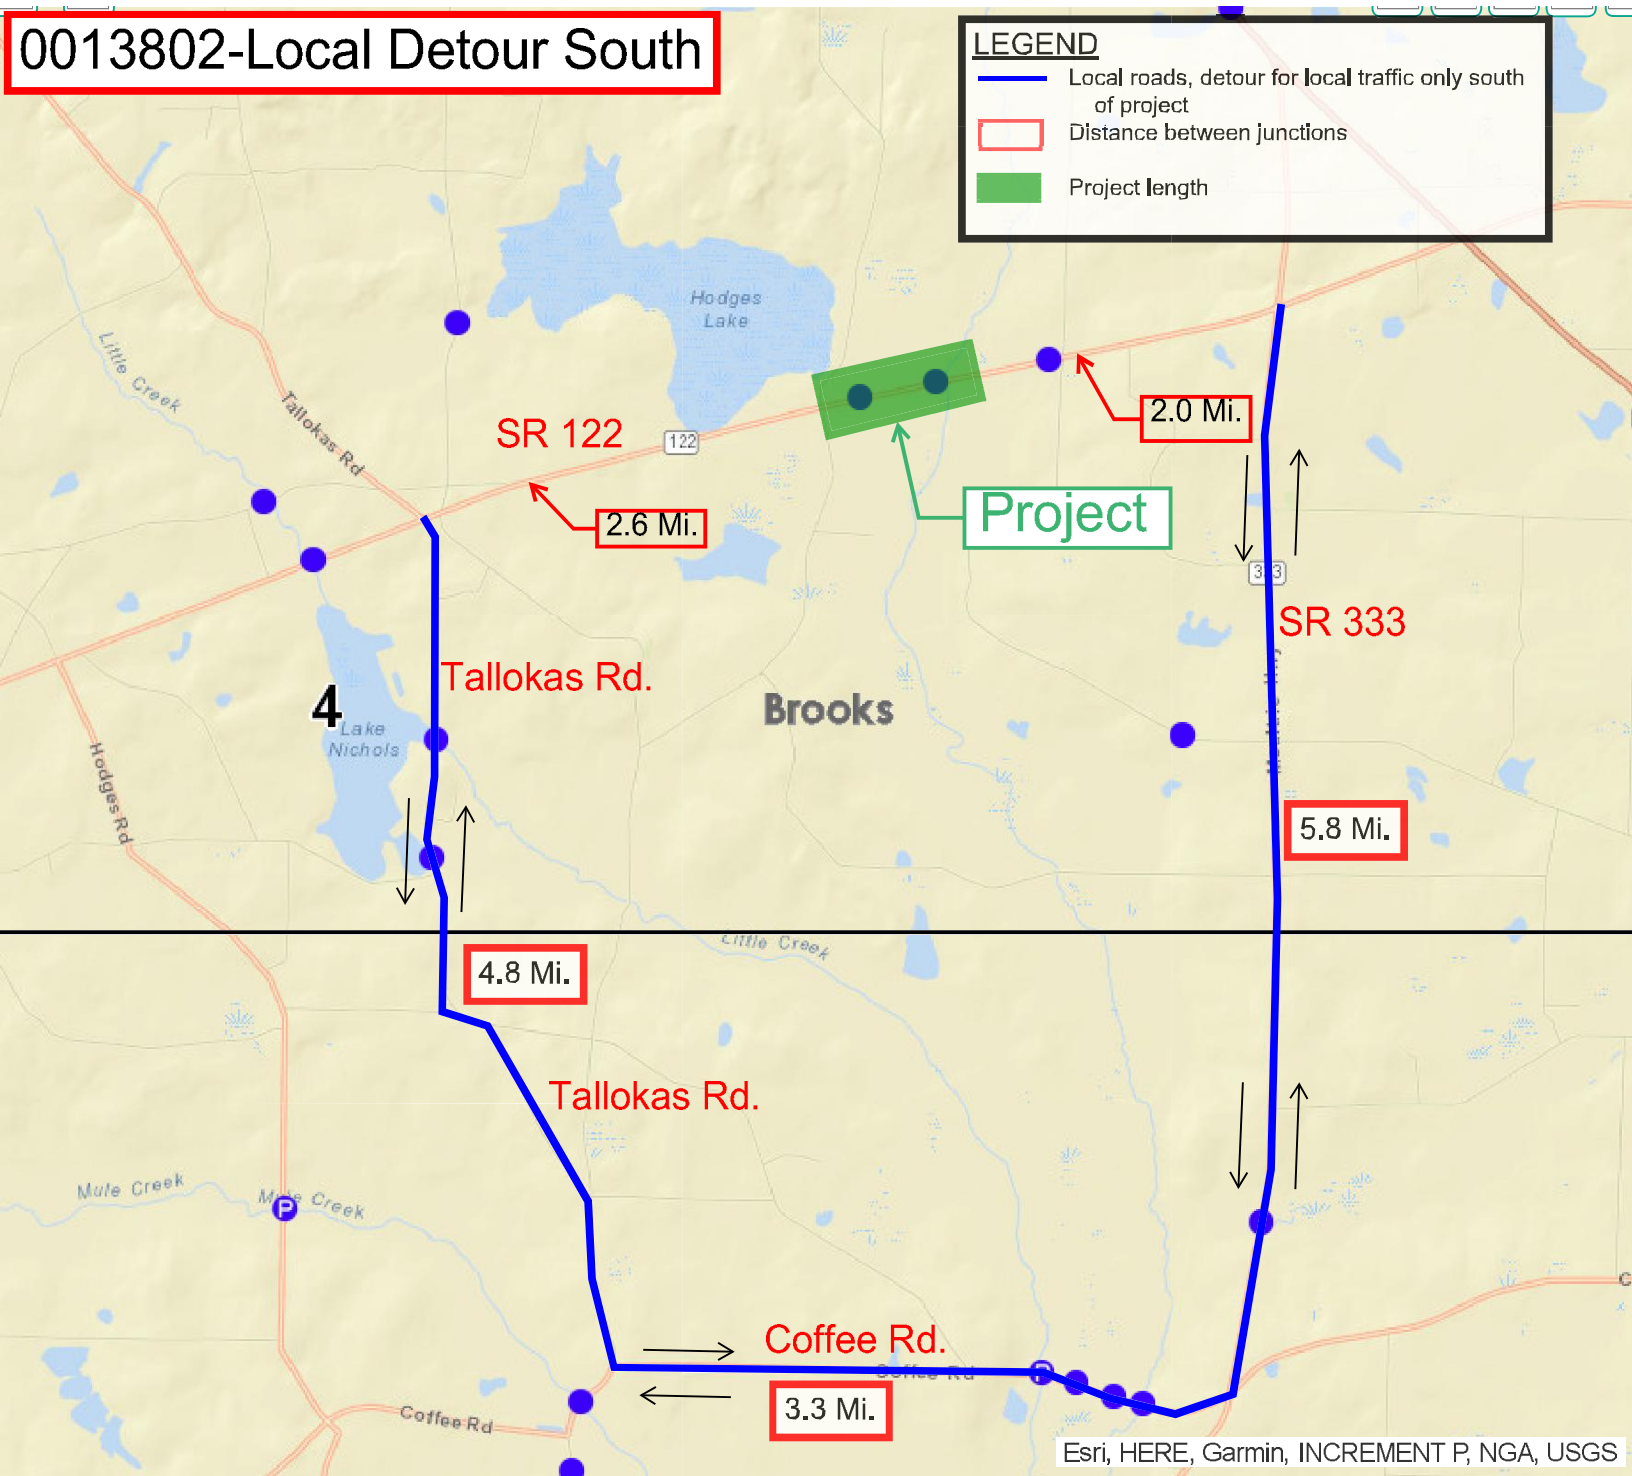 0013802-Local Detour South
LEGEND
Local roads, detour for local traffic only south
of project
Distance between junctions
Project length
Hodges
Lake
Little Creek
Tallokas Rd
SR 122
122
2.0 Mi.
2.6 Mi.
Project
333
SR 333
Tallokas Rd.
4
Lake
Nichols
Brooks
Hodges Rd
5.8 Mi.
Little Creek
4.8 Mi.
Tallokas Rd.
Mule Creek
Mule Creek
P
Coffee Rd.
Coffee Rd
P
3.3 Mi.
Coffee Rd
C
Esri, HERE, Garmin, INCREMENT P, NGA, USGS